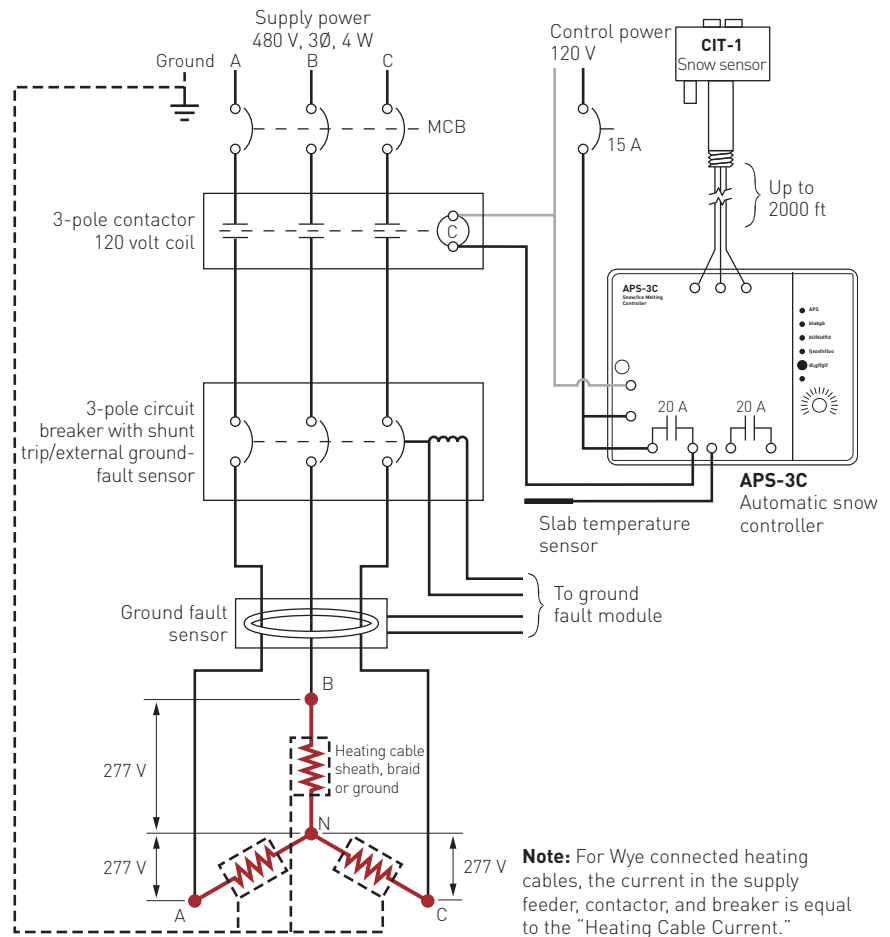 Supply power
480 V, 3Ø, 4 W
Ground
A
B
C
MCB
Control power
120 V
15 A
CIT-1
Snow sensor
Up to
2000 ft
3-pole contactor
120 volt coil
C
APS-3C
Snow/Ice Melting
Controller
APS
20 A
20 A
3-pole circuit
breaker with shunt
trip/external ground-
fault sensor
APS-3C
Automatic snow
controller
Slab temperature
sensor
Ground fault
sensor
To ground
fault module
B
277 V
Heating cable
sheath, braid
or ground
N
277 V
277 V
A
C
Note: For Wye connected heating
cables, the current in the supply
feeder, contactor, and breaker is equal
to the “Heating Cable Current.”